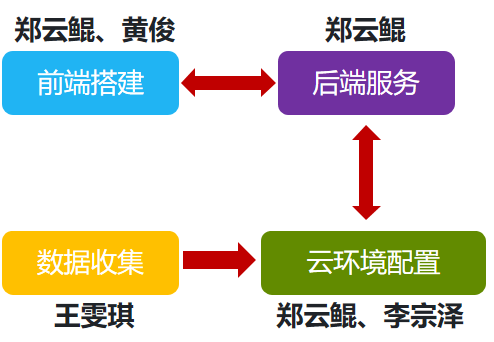 郑云鲲、黄俊
郑云鲲
前端搭建
后端服务
数据收集
云环境配置
王雯琪
郑云鲲、李宗泽